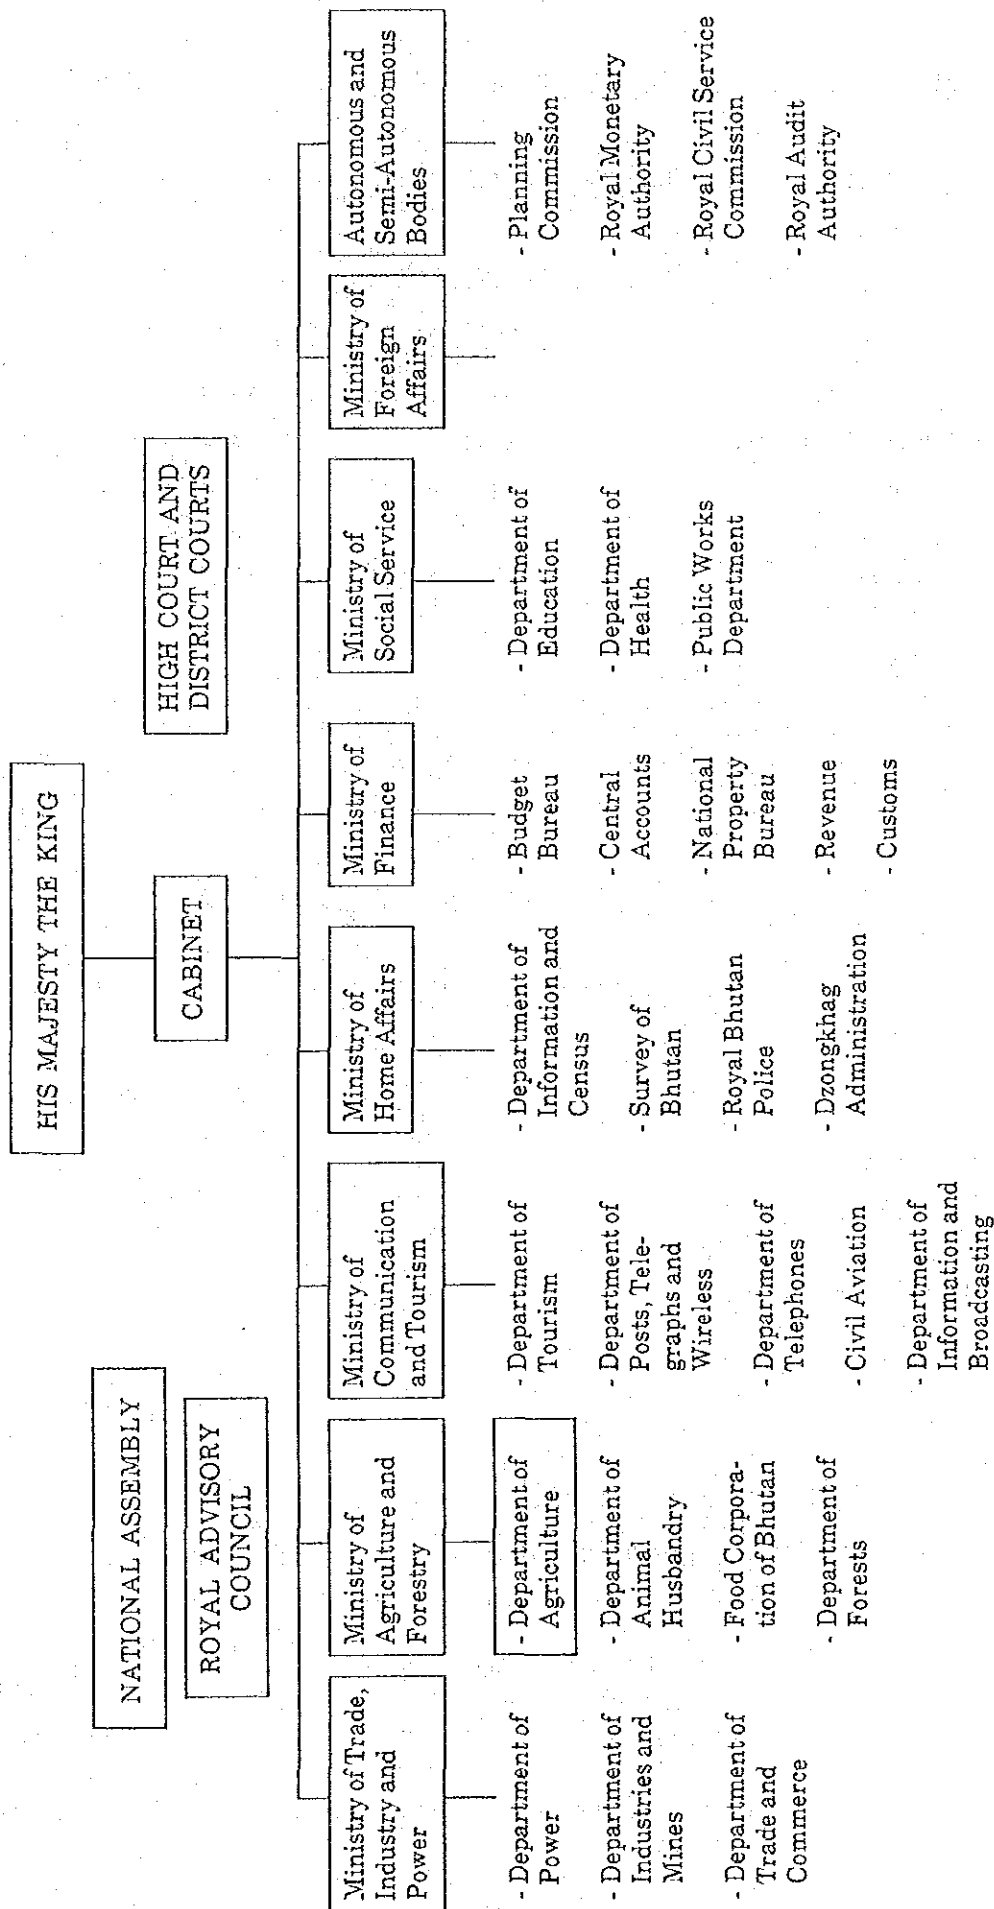 HIS MAJESTY THE KING
NATIONAL ASSEMBLY
ROYAL ADVISORY
COUNCIL
CABINET
HIGH COURT AND
DISTRICT COURTS
Ministry of Trade,
Industry and
Power
- Department of
Power
- Department of
Industries and
Mines
- Department of
Trade and
Commerce
Ministry of
Agriculture and
Forestry
- Department of
Agriculture
- Department of
Animal
Husbandry
- Food Corpora-
tion of Bhutan
- Department of
Forests
Ministry of
Communication
and Tourism
- Department of
Tourism
- Department of
Posts, Tele-
graphs and
Wireless
- Department of
Telephones
- Civil Aviation
- Department of
Information and
Broadcasting
Ministry of
Home Affairs
- Department of
Information and
Census
- Survey of
Bhutan
- Royal Bhutan
Police
- Dzongkhag
Administration
Ministry of
Finance
- Budget
Bureau
- Central
Accounts
- National
Property
Bureau
- Revenue
- Customs
Ministry of
Social Service
- Department of
Education
- Department of
Health
- Public Works
Department
Ministry of
Foreign
Affairs
Autonomous and
Semi-Autonomous
Bodies
- Planning
Commission
- Royal Monetary
Authority
- Royal Civil Service
Commission
- Royal Audit
Authority